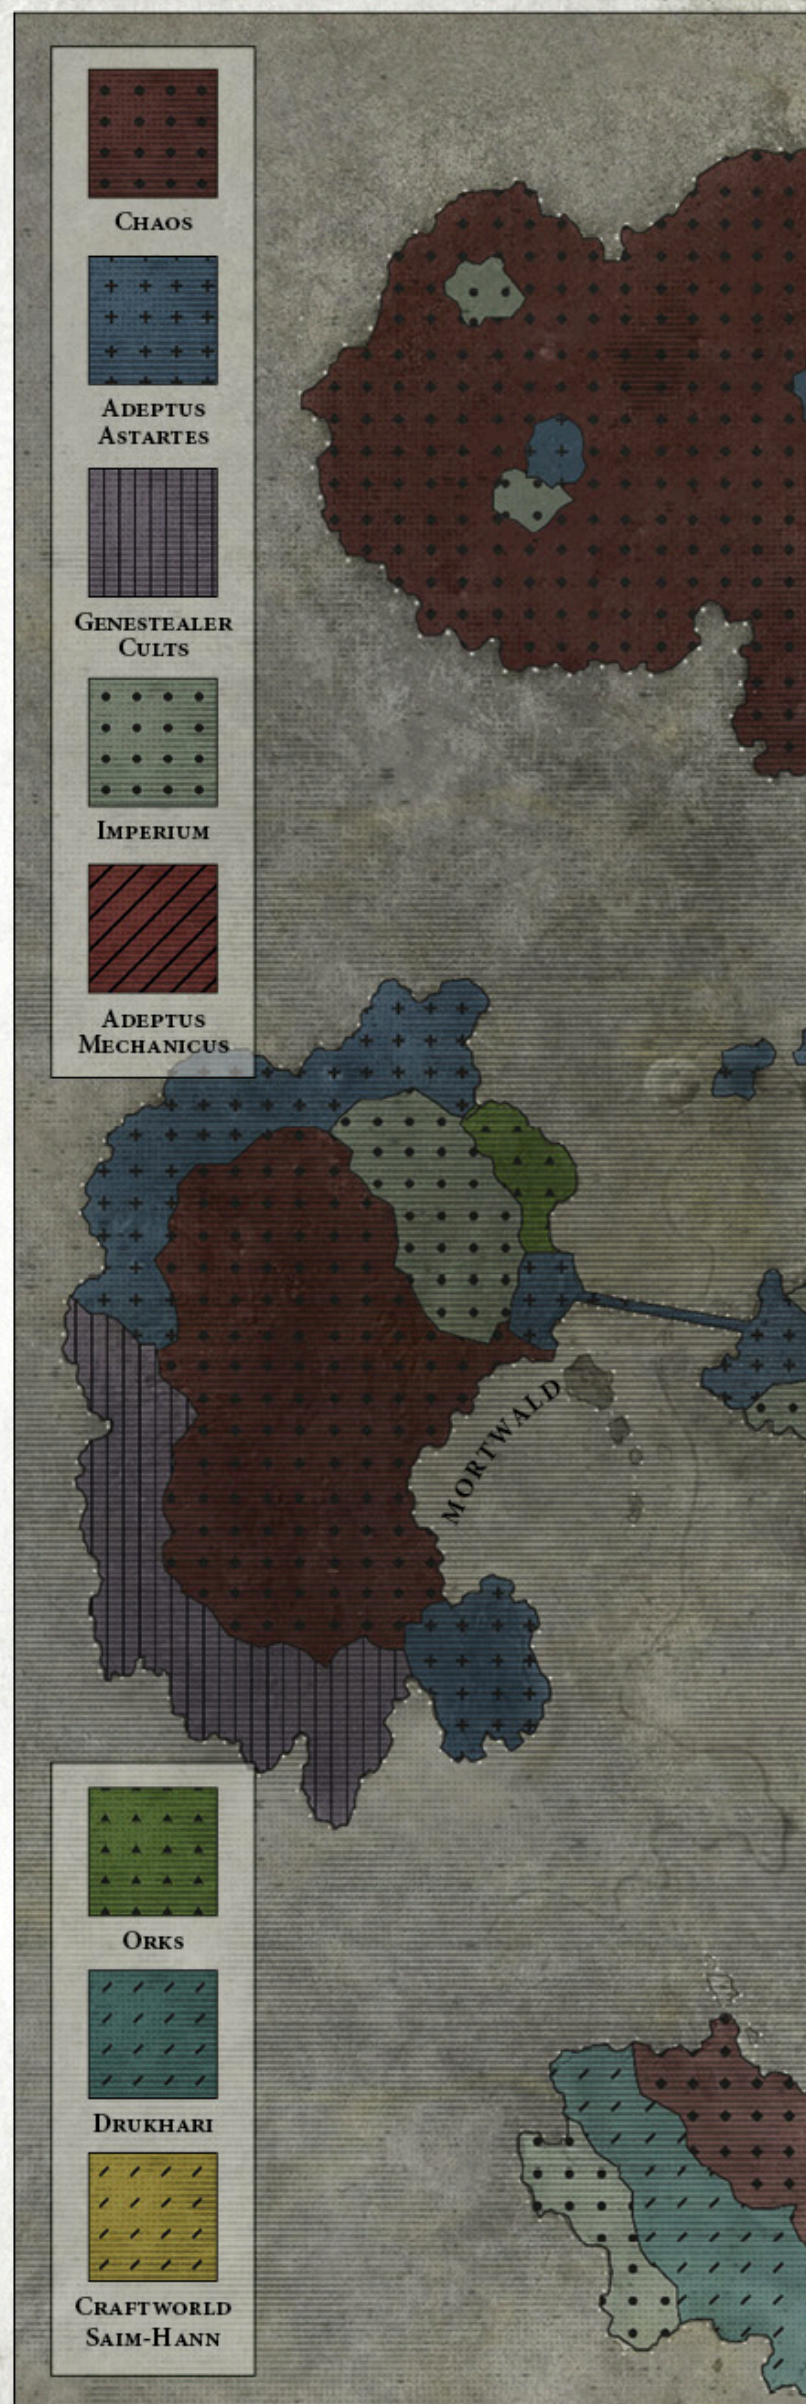 CHAOS
ADEPTUS
ASTARTES
GENESTEALER
CULTS
IMPERIUM
ADEPTUS
MECHANICUS
MORTWALD
ORKS
DRUKHARI
CRAFTWORLD
SAIM-HANN